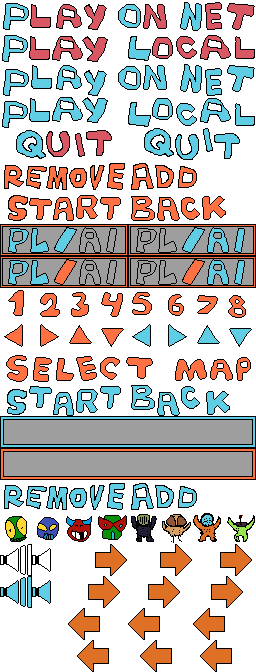 PLAY ON NET
PLAY LOCAL
PLAY ON NET
PLAY LOCAL
QUIT QUIT
REMOVE ADD
START BACK
PL/AI PL/AI
PL/AI PL/AI
1 2 3 4 5 6 7 8
SELECT MAP
START BACK
REMOVE ADD